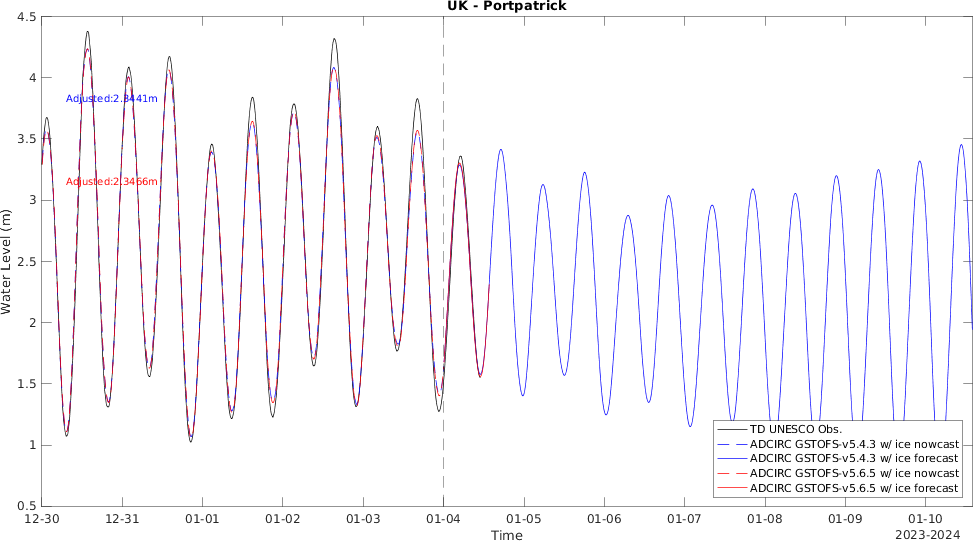 UK - Portpatrick
4.5
4
3.5
3
2.5
2
1.5
1
0.5
Water Level (m)
Adjusted:2.3441m
Adjusted:2.3466m
TD UNESCO Obs.
ADCIRC GSTOFS-v5.4.3 w/ ice nowcast
ADCIRC GSTOFS-v5.4.3 w/ ice forecast
ADCIRC GSTOFS-v5.6.5 w/ ice nowcast
ADCIRC GSTOFS-v5.6.5 w/ ice forecast
12-30 12-31 01-01 01-02 01-03 01-04 01-05 01-06 01-07 01-08 01-09 01-10
Time
2023-2024